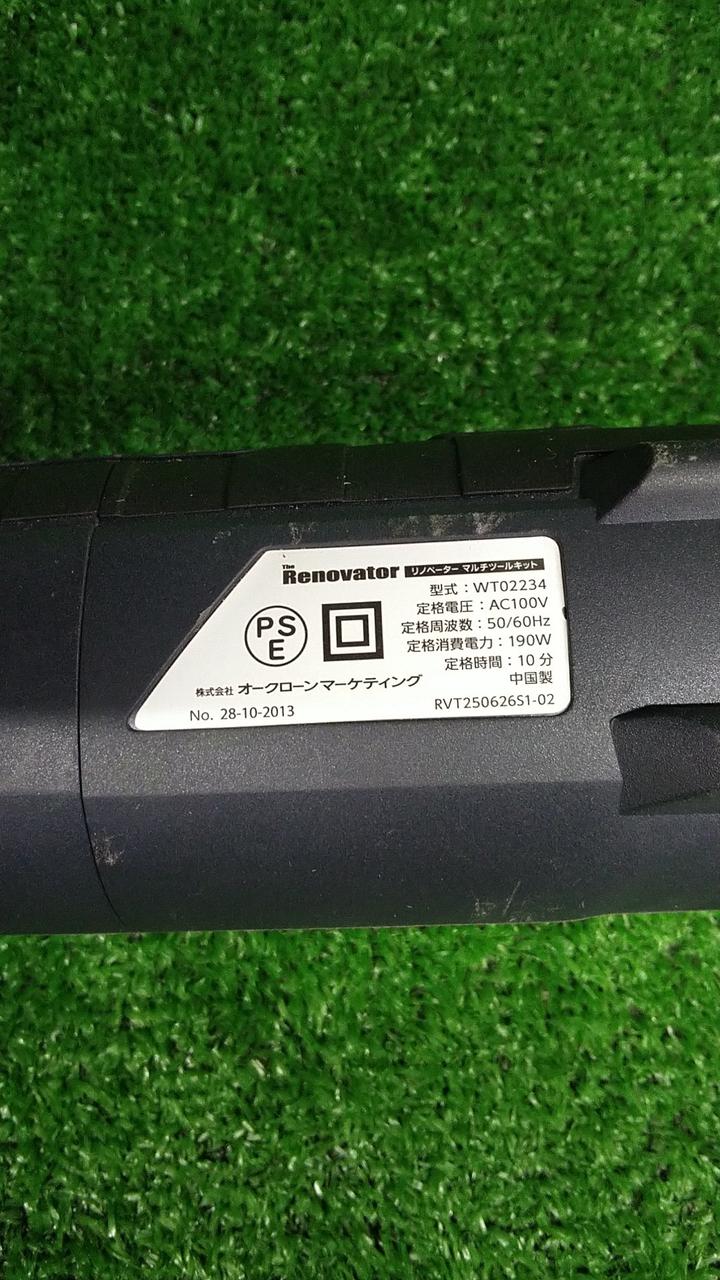 The
Renovator リノベーター マルチツールキット
型式：WT02234
定格電圧：AC100V
定格周波数：50/60Hz
定格消費電力：190W
定格時間：10 分
中国製
PS
E
株式会社 オークローンマーケティング
No. 28-10-2013
RVT250626S1-02